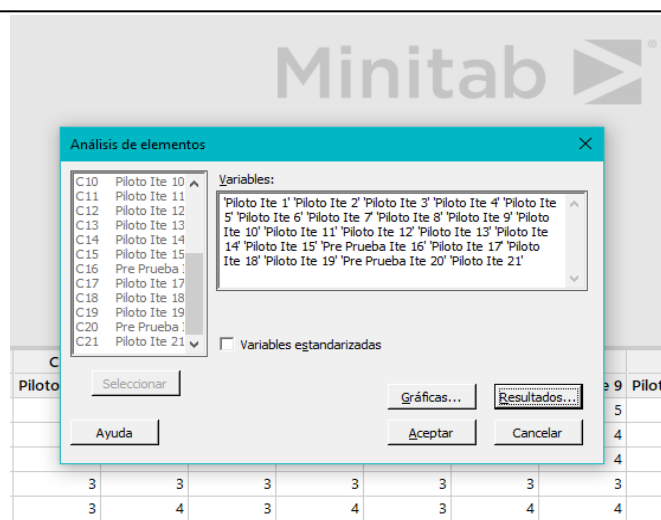 Minitab
Análisis de elementos
C10 Piloto Ite 10
C11 Piloto Ite 11
C12 Piloto Ite 12
C13 Piloto Ite 13
C14 Piloto Ite 14
C15 Piloto Ite 15
C16 Pre Prueba
C17 Piloto Ite 17
C18 Piloto Ite 18
C19 Piloto Ite 19
C20 Pre Prueba
C21 Piloto Ite 21
Variables:
'Piloto Ite 1' 'Piloto Ite 2' 'Piloto Ite 3' 'Piloto Ite 4' 'Piloto Ite
5' 'Piloto Ite 6' 'Piloto Ite 7' 'Piloto Ite 8' 'Piloto Ite 9' 'Piloto
Ite 10' 'Piloto Ite 11' 'Piloto Ite 12' 'Piloto Ite 13' 'Piloto Ite
14' 'Piloto Ite 15' 'Pre Prueba Ite 16' 'Piloto Ite 17' 'Piloto
Ite 18' 'Piloto Ite 19' 'Pre Prueba Ite 20' 'Piloto Ite 21'
Variables estandarizadas
Seleccionar
Gráficas... Resultados...
Ayuda Aceptar Cancelar
C
Piloto 9 Pilot
5
4
4
3 3 3 3 3 3 3
3 4 3 4 3 4 4